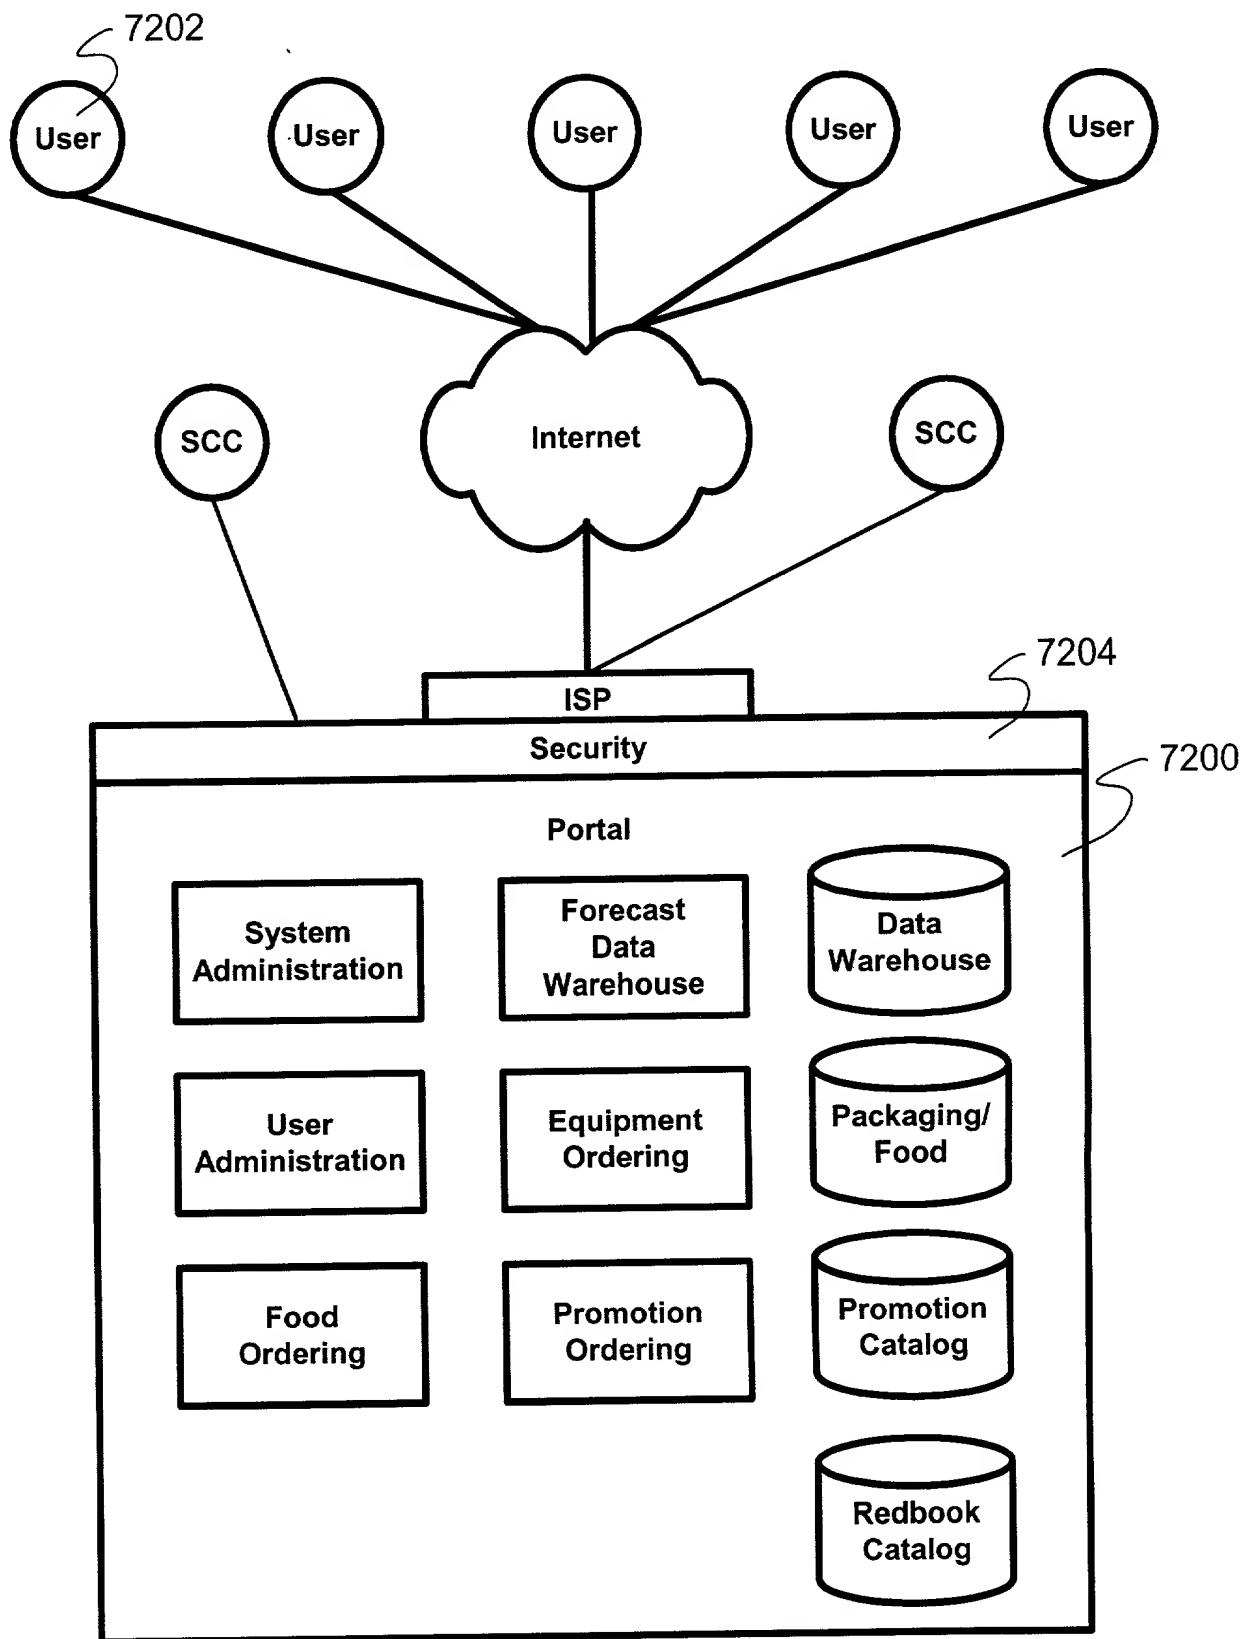 7202
User
User
User
User
User
SCC
Internet
SCC
7204
ISP
Security
7200
Portal
System
Administration
Forecast
Data
Warehouse
Data
Warehouse
User
Administration
Equipment
Ordering
Packaging/
Food
Food
Ordering
Promotion
Ordering
Promotion
Catalog
Redbook
Catalog